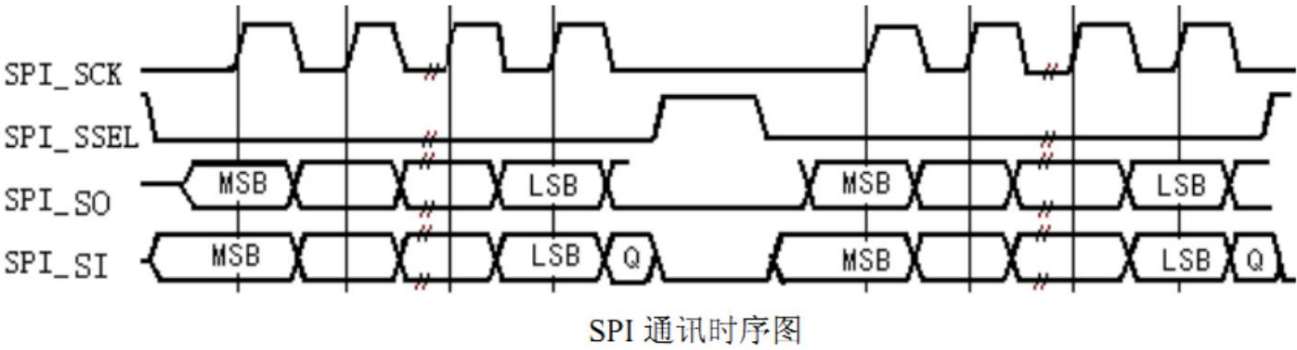 SPI_SCK
SPI_SSEL
SPI_SO MSB LSB MSB LSB
SPI_SI MSB LSB Q MSB LSB Q
SPI 通讯时序图